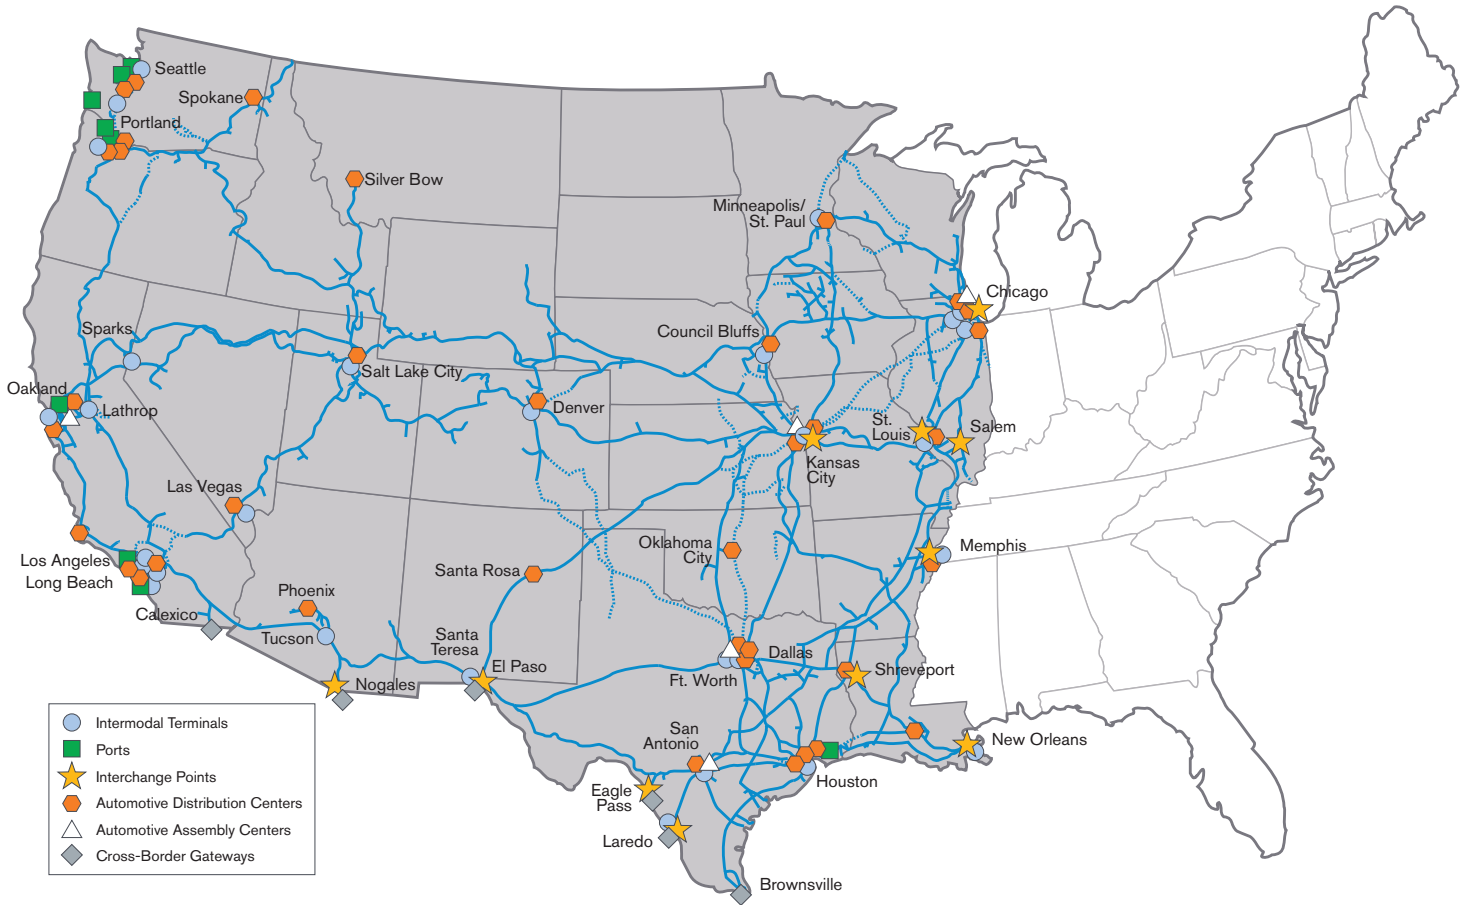 Seattle
Spokane
Portland
Silver Bow
Minneapolis/
St. Paul
Chicago
Sparks
Council Bluffs
Salt Lake City
Oakland
Lathrop
Denver
St.
Louis
Salem
Kansas
City
Las Vegas
Oklahoma
City
Memphis
Los Angeles
Long Beach
Santa Rosa
Phoenix
Calexico
Tucson
Santa
Teresa
El Paso
Dallas
Ft. Worth
Shreveport
Nogales
San
Antonio
New Orleans
Houston
Eagle
Pass
Laredo
Brownsville
Intermodal Terminals
Ports
Interchange Points
Automotive Distribution Centers
Automotive Assembly Centers
Cross-Border Gateways